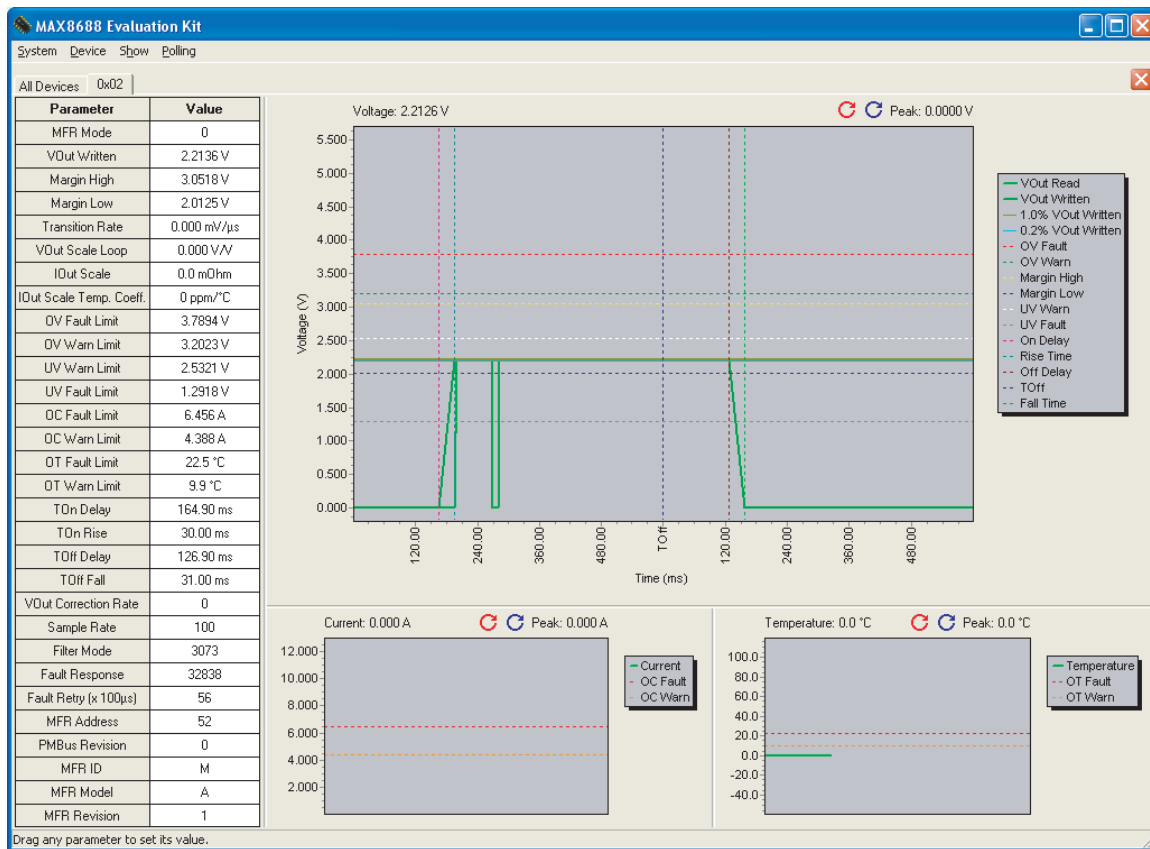 MAX8688 Evaluation Kit
System Device Show Polling
All Devices 0x02
Parameter Value
MFR Mode 0
VOut Written 2.2136 V
Margin High 3.0518 V
Margin Low 2.0125 V
Transition Rate 0.000 mV/µs
VOut Scale Loop 0.000 V/V
IOut Scale 0.0 mOhm
IOut Scale Temp. Coeff. 0 ppm/°C
OV Fault Limit 3.7894 V
OV Warn Limit 3.2023 V
UV Warn Limit 2.5321 V
UV Fault Limit 1.2918 V
OC Fault Limit 6.456 A
OC Warn Limit 4.388 A
OT Fault Limit 22.5 °C
OT Warn Limit 9.9 °C
TOn Delay 164.90 ms
TOn Rise 30.00 ms
TOff Delay 126.90 ms
TOff Fall 31.00 ms
VOut Correction Rate 0
Sample Rate 100
Filter Mode 3073
Fault Response 32838
Fault Retry (x 100µs) 56
MFR Address 52
PMBus Revision 0
MFR ID M
MFR Model A
MFR Revision 1
Voltage: 2.2126 V Peak: 0.0000 V
5.500
5.000
4.500
4.000
3.500
3.000
2.500
2.000
1.500
1.000
0.500
0.000
Voltage (V)
120.00 240.00 360.00 480.00 TOff 120.00 240.00 360.00 480.00
Time (ms)
VOut Read
VOut Written
1.0% VOut Written
0.2% VOut Written
OV Fault
OV Warn
Margin High
Margin Low
UV Warn
UV Fault
On Delay
Rise Time
Off Delay
TOff
Fall Time
Current: 0.000 A Peak: 0.000 A
12.000
10.000
8.000
6.000
4.000
2.000
Current
OC Fault
OC Warn
Temperature: 0.0 °C Peak: 0.0 °C
100.0
80.0
60.0
40.0
20.0
0.0
-20.0
-40.0
Temperature
OT Fault
OT Warn
Drag any parameter to set its value.